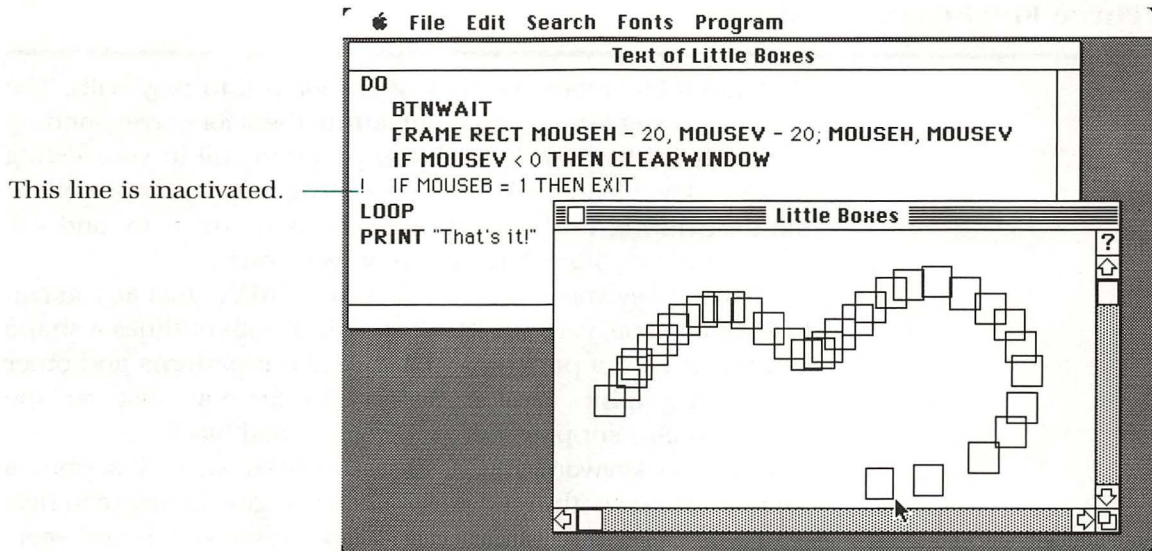 File Edit Search Fonts Program
Text of Little Boxes
DO
BTNWAIT
FRAME RECT MOUSEH - 20, MOUSEV - 20; MOUSEH, MOUSEV
IF MOUSEV < 0 THEN CLEARWINDOW
This line is inactivated.
! IF MOUSEB = 1 THEN EXIT
LOOP
PRINT "That's it!"
Little Boxes
?